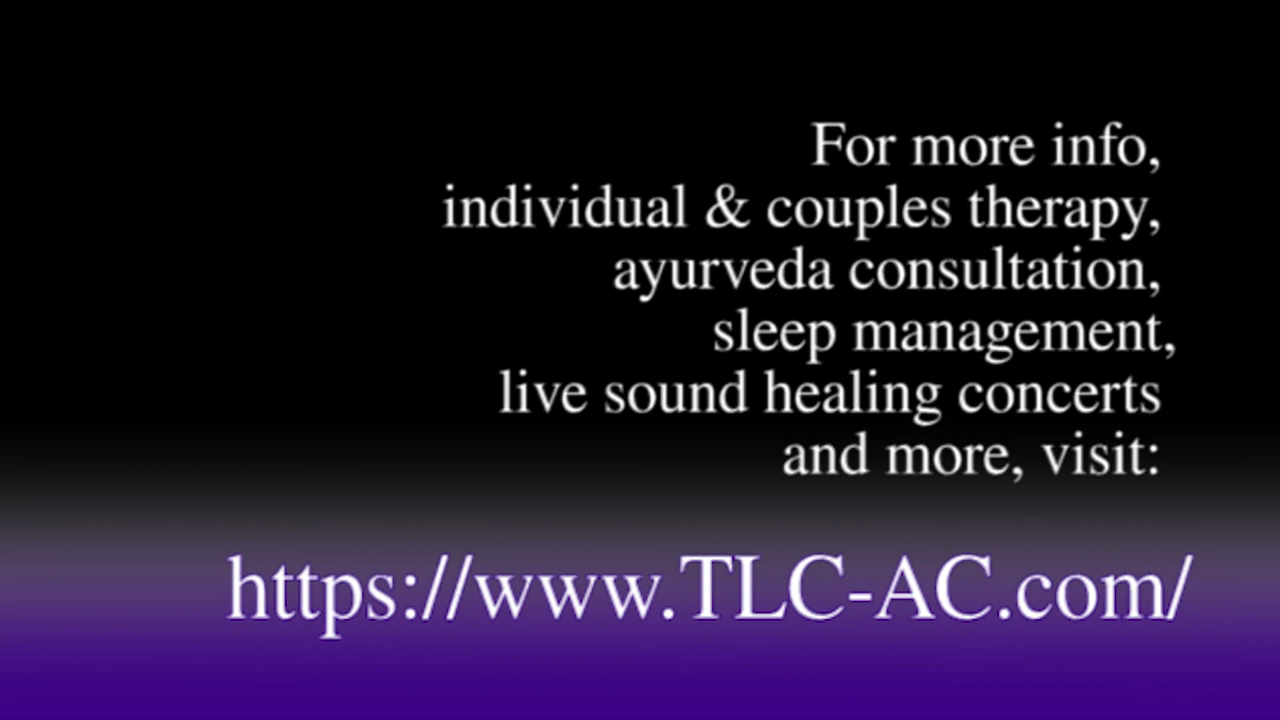 For more info,
individual & couples therapy,
ayurveda consultation,
sleep management,
live sound healing concerts
and more, visit:
https://www.TLC-AC.com/